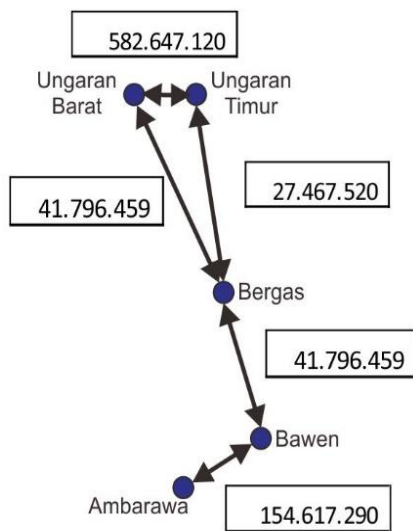 582.647.120
Ungaran
Barat
Ungaran
Timur
41.796.459
27.467.520
Bergas
41.796.459
Bawen
Ambarawa
154.617.290